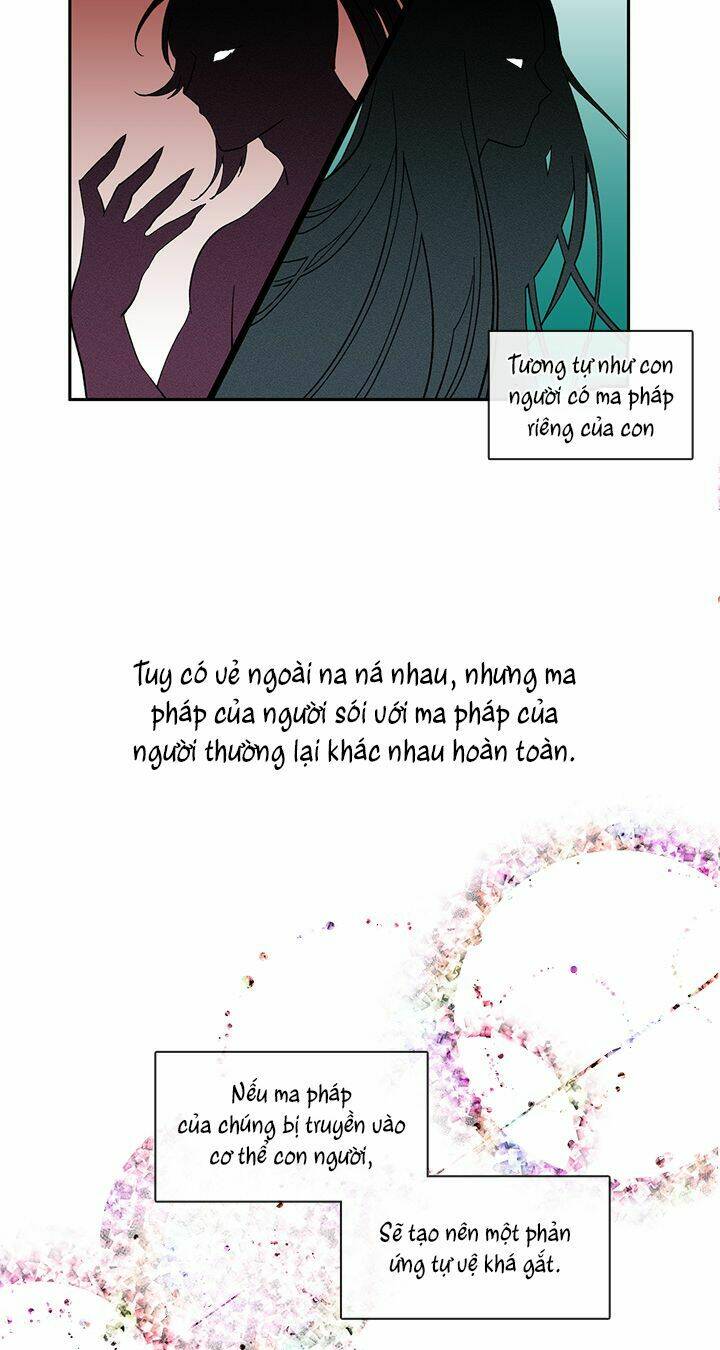 Tương tự như con
người có ma pháp
riêng của con
Tuy có vẻ ngoài na ná nhau, nhưng ma
pháp của người sói với ma pháp của
người thường lại khác nhau hoàn toàn.
Nếu ma pháp
của chúng bị truyền vào
cơ thể con người,
Sẽ tạo nên một phản
ứng tự vệ khá gắt.